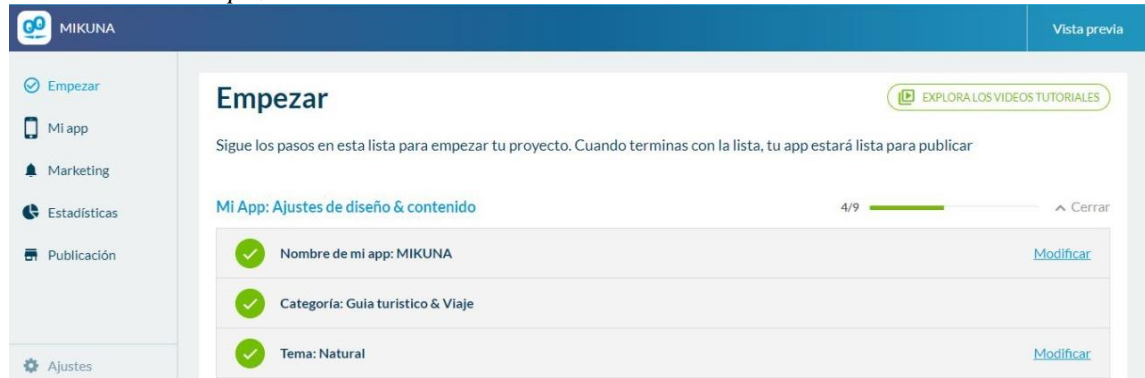 MIKUNA
Vista previa
Empezar
Mi app
Marketing
Estadísticas
Publicación
Ajustes
Empezar
EXPLORA LOS VIDEOS TUTORIALES
Sigue los pasos en esta lista para empezar tu proyecto. Cuando terminas con la lista, tu app estará lista para publicar
Mi App: Ajustes de diseño & contenido
4/9
Cerrar
Nombre de mi app: MIKUNA
Modificar
Categoría: Guia turistico & Viaje
Tema: Natural
Modificar